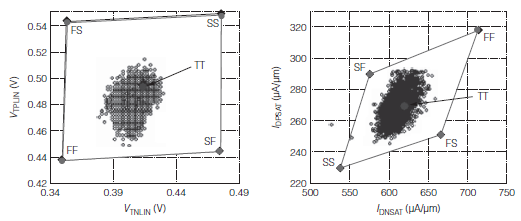 0.54
0.52
0.50
0.48
0.46
0.44
0.42
0.34
0.39
0.44
0.49
V_TPLIN (V)
V_TNLIN (V)
FS
SS
TT
FF
SF
320
300
280
260
240
220
500
550
600
650
700
750
I_DPSAT (μA/μm)
I_DNSAT (μA/μm)
SF
FF
TT
FS
SS